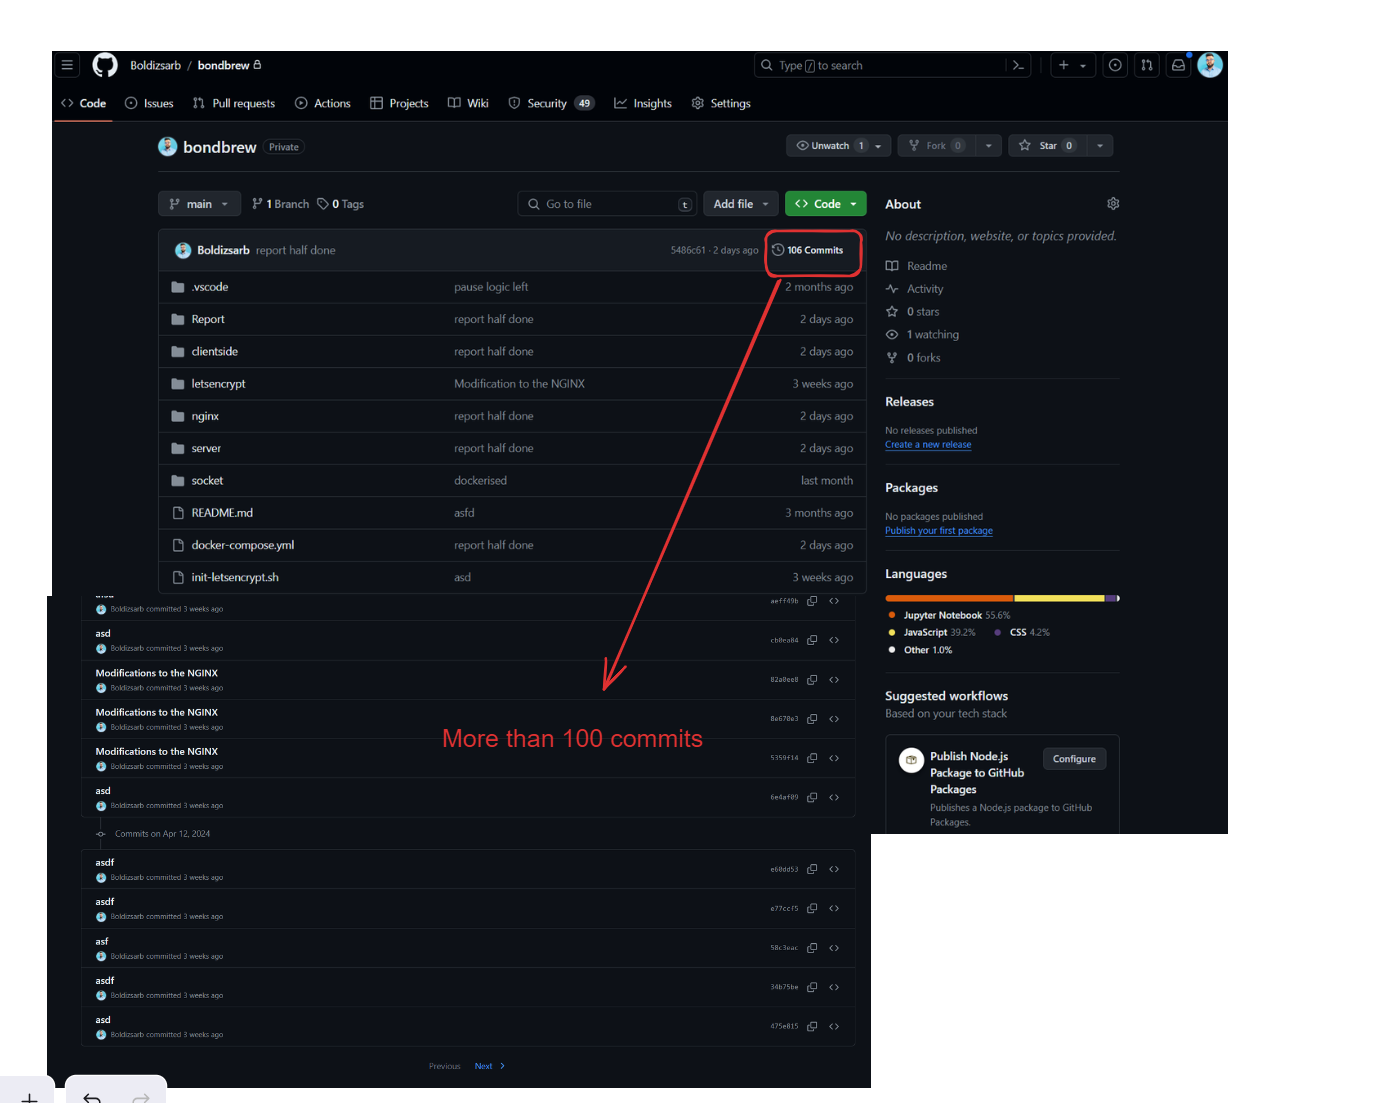 Boldizsarb / bondbrew
Type / to search
Code Issues Pull requests Actions Projects Wiki Security 49 Insights Settings
bondbrew Private
Unwatch 1 Fork 0 Star 0
main 1 Branch 0 Tags
Go to file t
Add file Code
Boldizsarb report half done 5486c61 · 2 days ago 106 Commits
.vscode pause logic left 2 months ago
Report report half done 2 days ago
clientside report half done 2 days ago
letsencrypt Modification to the NGINX 3 weeks ago
nginx report half done 2 days ago
server report half done 2 days ago
socket dockerised last month
README.md asfd 3 months ago
docker-compose.yml report half done 2 days ago
init-letsencrypt.sh asd 3 weeks ago
About
No description, website, or topics provided.
Readme
Activity
0 stars
1 watching
0 forks
Releases
No releases published
Create a new release
Packages
No packages published
Publish your first package
Languages
Jupyter Notebook 55.6%
JavaScript 39.2% CSS 4.2%
Other 1.0%
Suggested workflows
Based on your tech stack
Publish Node.js
Package to GitHub
Packages
Configure
Publishes a Node.js package to GitHub
Packages.
Boldizsarb committed 3 weeks ago aeff49b
asd
Boldizsarb committed 3 weeks ago cb0ea84
Modifications to the NGINX
Boldizsarb committed 3 weeks ago 82a0ee8
Modifications to the NGINX
Boldizsarb committed 3 weeks ago 8e670e3
More than 100 commits
Modifications to the NGINX
Boldizsarb committed 3 weeks ago 5359f14
asd
Boldizsarb committed 3 weeks ago 6e4af09
Commits on Apr 12, 2024
asdf
Boldizsarb committed 3 weeks ago e60dd53
asdf
Boldizsarb committed 3 weeks ago e77ccf5
asf
Boldizsarb committed 3 weeks ago 58c3eac
asdf
Boldizsarb committed 3 weeks ago 34b75be
asd
Boldizsarb committed 3 weeks ago 475e815
Previous Next